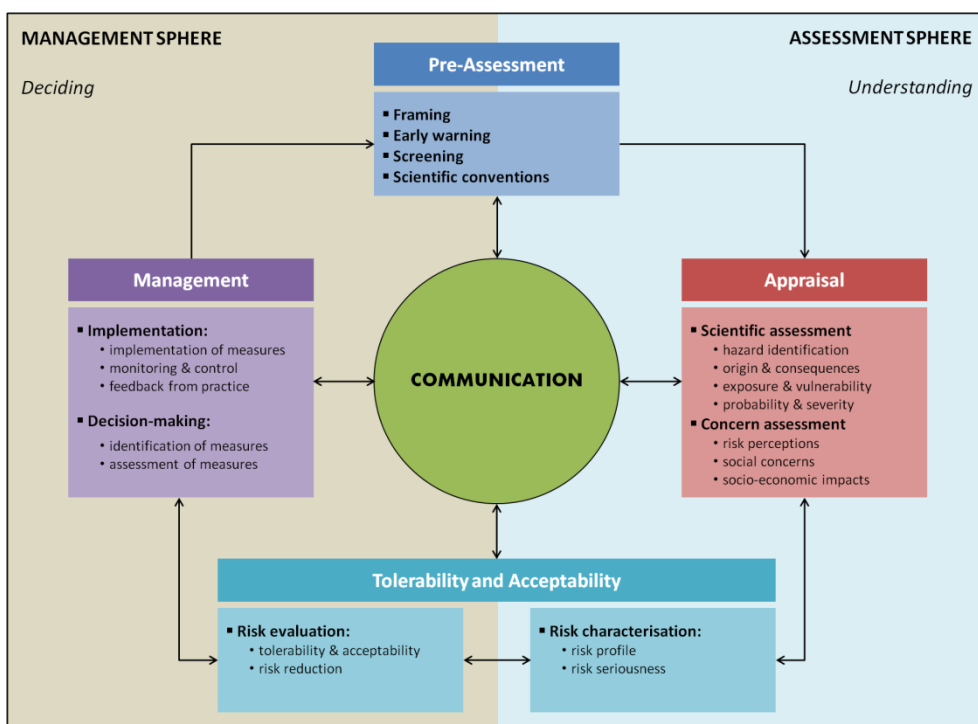 MANAGEMENT SPHERE
ASSESSMENT SPHERE
Deciding
Understanding
Pre-Assessment
▪ Framing
▪ Early warning
▪ Screening
▪ Scientific conventions
Management
▪ Implementation:
• implementation of measures
• monitoring & control
• feedback from practice
▪ Decision-making:
• identification of measures
• assessment of measures
COMMUNICATION
Appraisal
▪ Scientific assessment
• hazard identification
• origin & consequences
• exposure & vulnerability
• probability & severity
▪ Concern assessment
• risk perceptions
• social concerns
• socio-economic impacts
Tolerability and Acceptability
▪ Risk evaluation:
• tolerability & acceptability
• risk reduction
▪ Risk characterisation:
• risk profile
• risk seriousness